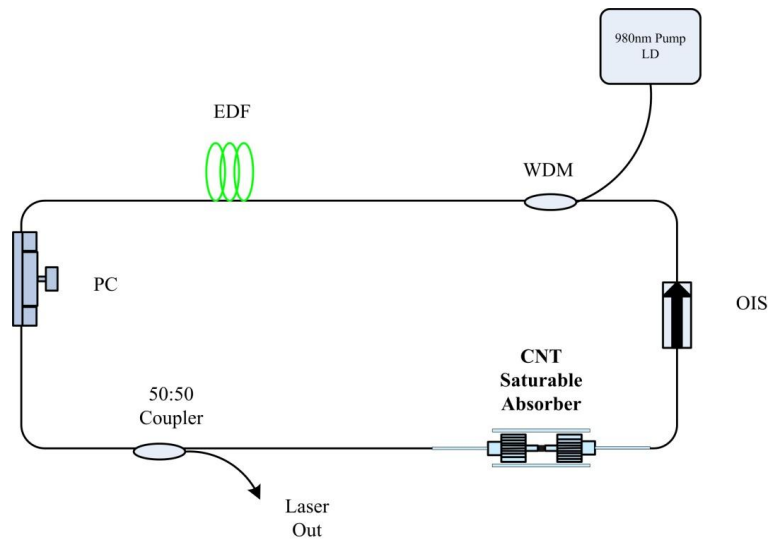 980nm Pump
LD
EDF
WDM
PC
OIS
CNT
Saturable
Absorber
50:50
Coupler
Laser
Out